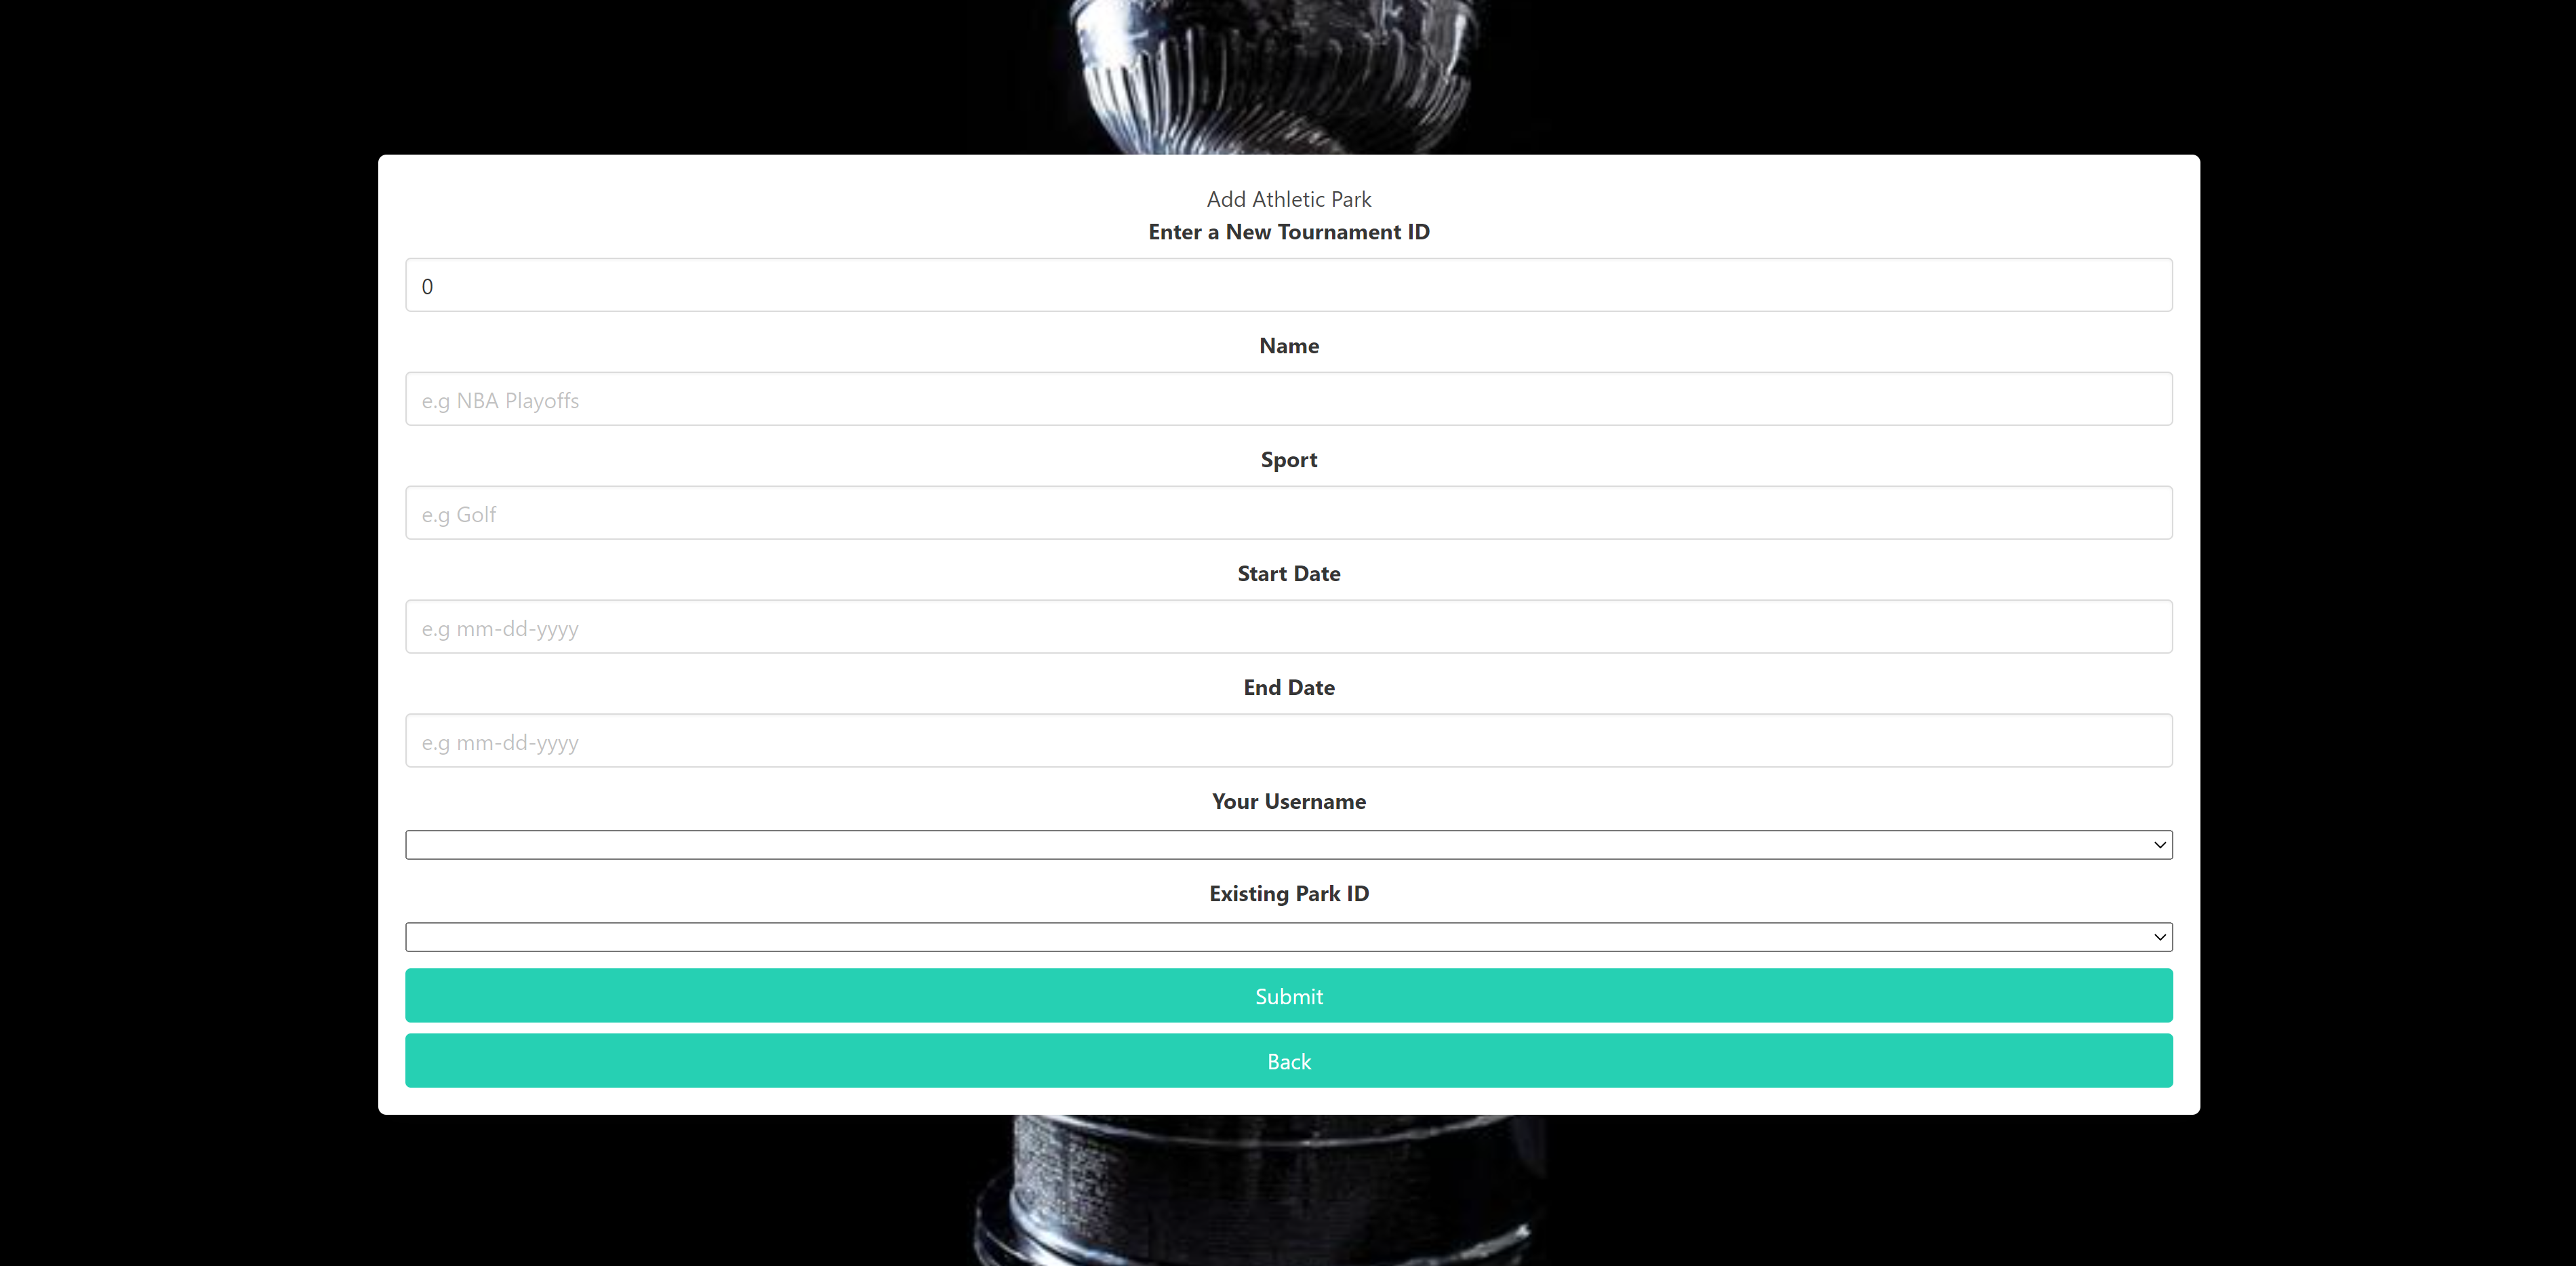 Add Athletic Park
Enter a New Tournament ID
0
Name
e.g NBA Playoffs
Sport
e.g Golf
Start Date
e.g mm-dd-yyyy
End Date
e.g mm-dd-yyyy
Your Username
Existing Park ID
Submit
Back